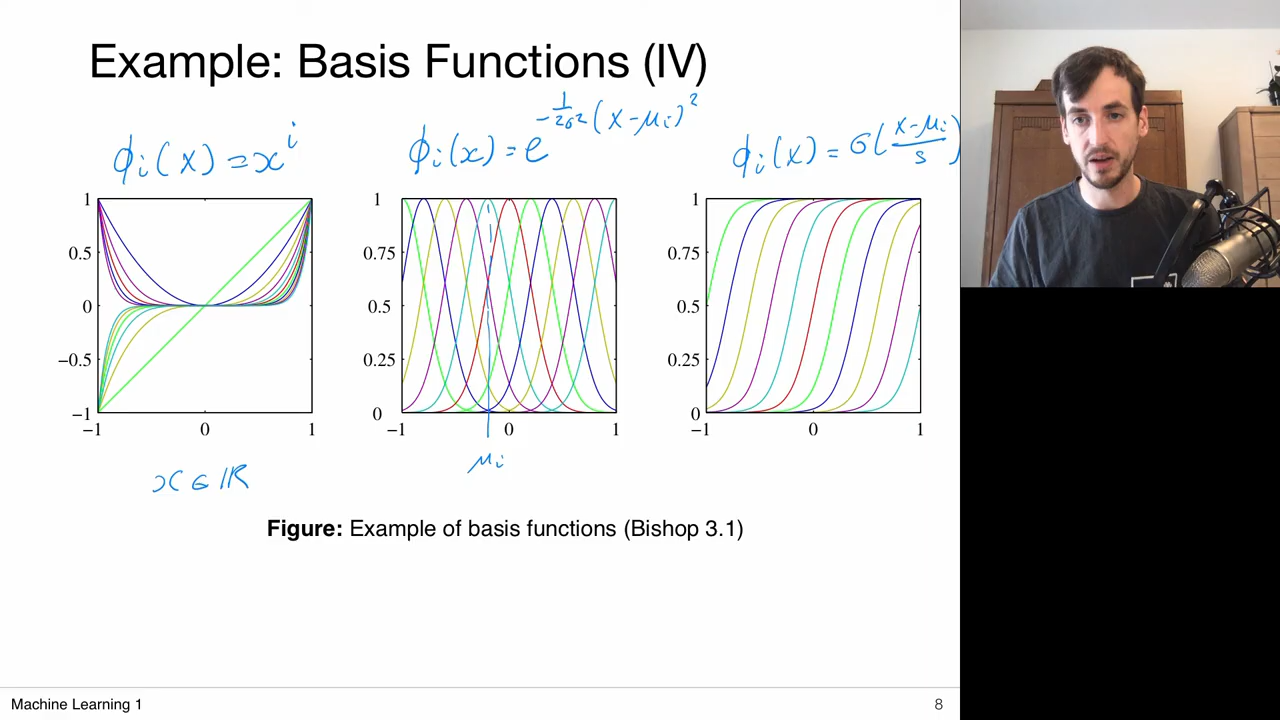 Example: Basis Functions (IV)
ϕᵢ(x) = xⁱ
ϕᵢ(x) = e^{-\frac{1}{2σ²}(x-μᵢ)²}
ϕᵢ(x) = σ(\frac{x-μᵢ}{s})
1
0.5
0
−0.5
−1
−1 0 1
1
0.75
0.5
0.25
0
−1 0 1
1
0.75
0.5
0.25
0
−1 0 1
μᵢ
x ∈ ℝ
Figure: Example of basis functions (Bishop 3.1)
Machine Learning 1 8